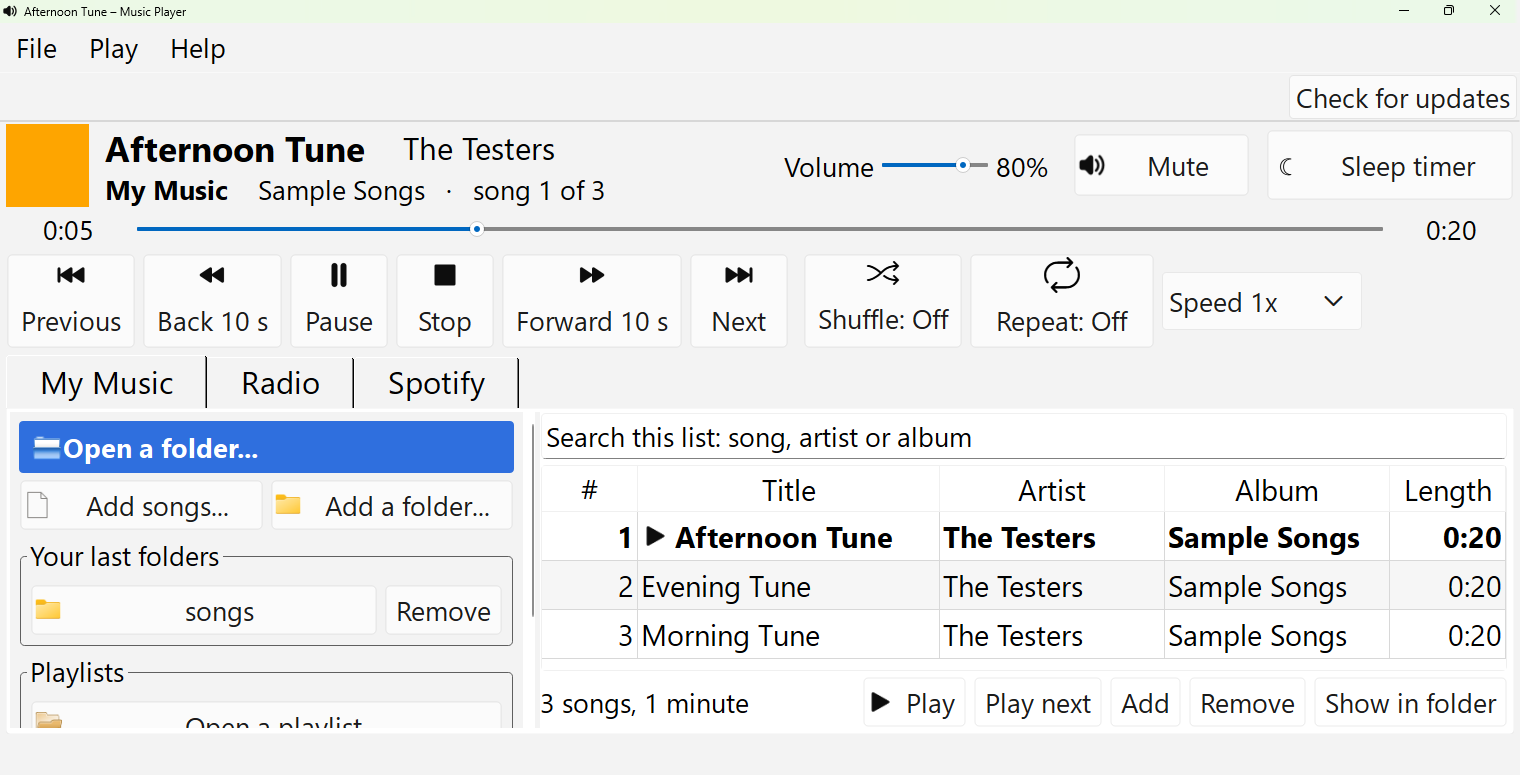 Afternoon Tune – Music Player
File Play Help
Check for updates
Afternoon Tune The Testers
My Music Sample Songs · song 1 of 3
Volume 80% Mute Sleep timer
0:05 0:20
Previous Back 10 s Pause Stop Forward 10 s Next Shuffle: Off Repeat: Off Speed 1x
My Music Radio Spotify
Open a folder...
Add songs... Add a folder...
Your last folders
songs Remove
Playlists
Open a playlist
Search this list: song, artist or album
# Title Artist Album Length
1 Afternoon Tune The Testers Sample Songs 0:20
2 Evening Tune The Testers Sample Songs 0:20
3 Morning Tune The Testers Sample Songs 0:20
3 songs, 1 minute Play Play next Add Remove Show in folder